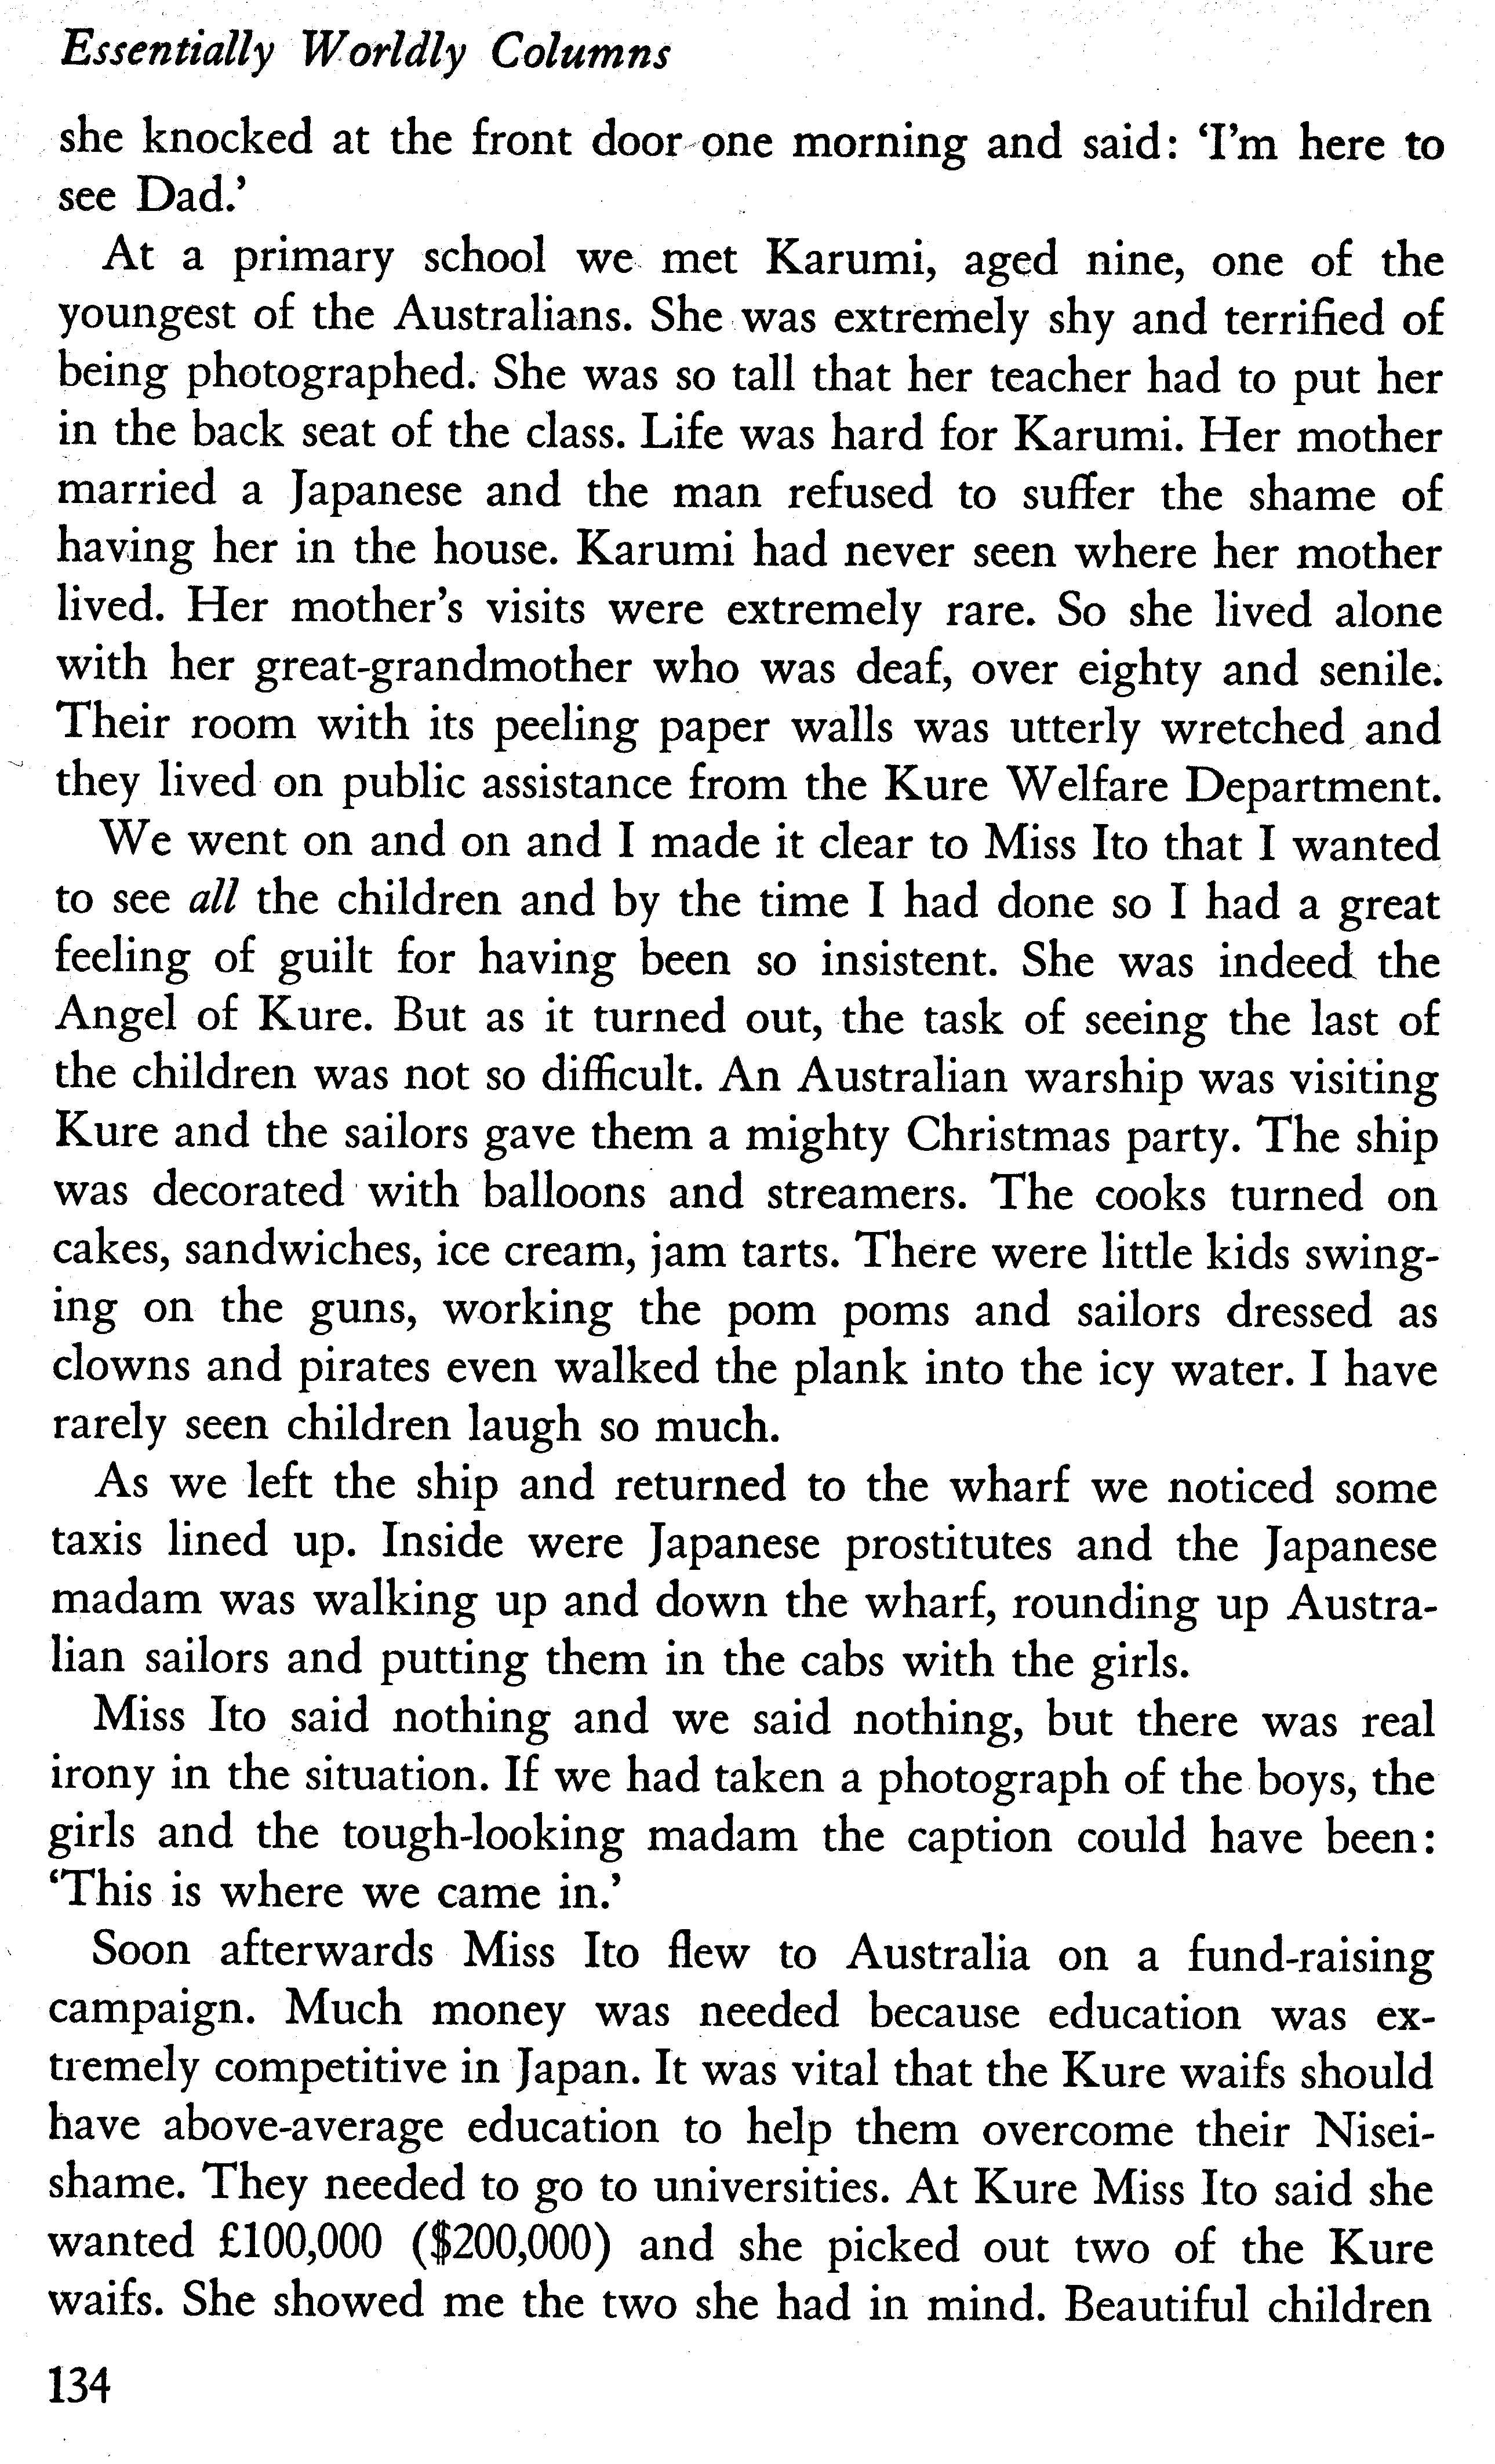 Essentially Worldly Columns
she knocked at the front door one morning and said: ‘I’m here to
see Dad.’
At a primary school we met Karumi, aged nine, one of the
youngest of the Australians. She was extremely shy and terrified of
being photographed. She was so tall that her teacher had to put her
in the back seat of the class. Life was hard for Karumi. Her mother
married a Japanese and the man refused to suffer the shame of
having her in the house. Karumi had never seen where her mother
lived. Her mother’s visits were extremely rare. So she lived alone
with her great-grandmother who was deaf, over eighty and senile.
Their room with its peeling paper walls was utterly wretched and
they lived on public assistance from the Kure Welfare Department.
We went on and on and I made it clear to Miss Ito that I wanted
to see all the children and by the time I had done so I had a great
feeling of guilt for having been so insistent. She was indeed the
Angel of Kure. But as it turned out, the task of seeing the last of
the children was not so difficult. An Australian warship was visiting
Kure and the sailors gave them a mighty Christmas party. The ship
was decorated with balloons and streamers. The cooks turned on
cakes, sandwiches, ice cream, jam tarts. There were little kids swing-
ing on the guns, working the pom poms and sailors dressed as
clowns and pirates even walked the plank into the icy water. I have
rarely seen children laugh so much.
As we left the ship and returned to the wharf we noticed some
taxis lined up. Inside were Japanese prostitutes and the Japanese
madam was walking up and down the wharf, rounding up Austra-
lian sailors and putting them in the cabs with the girls.
Miss Ito said nothing and we said nothing, but there was real
irony in the situation. If we had taken a photograph of the boys, the
girls and the tough-looking madam the caption could have been:
‘This is where we came in.’
Soon afterwards Miss Ito flew to Australia on a fund-raising
campaign. Much money was needed because education was ex-
tremely competitive in Japan. It was vital that the Kure waifs should
have above-average education to help them overcome their Nisei-
shame. They needed to go to universities. At Kure Miss Ito said she
wanted £100,000 ($200,000) and she picked out two of the Kure
waifs. She showed me the two she had in mind. Beautiful children
134